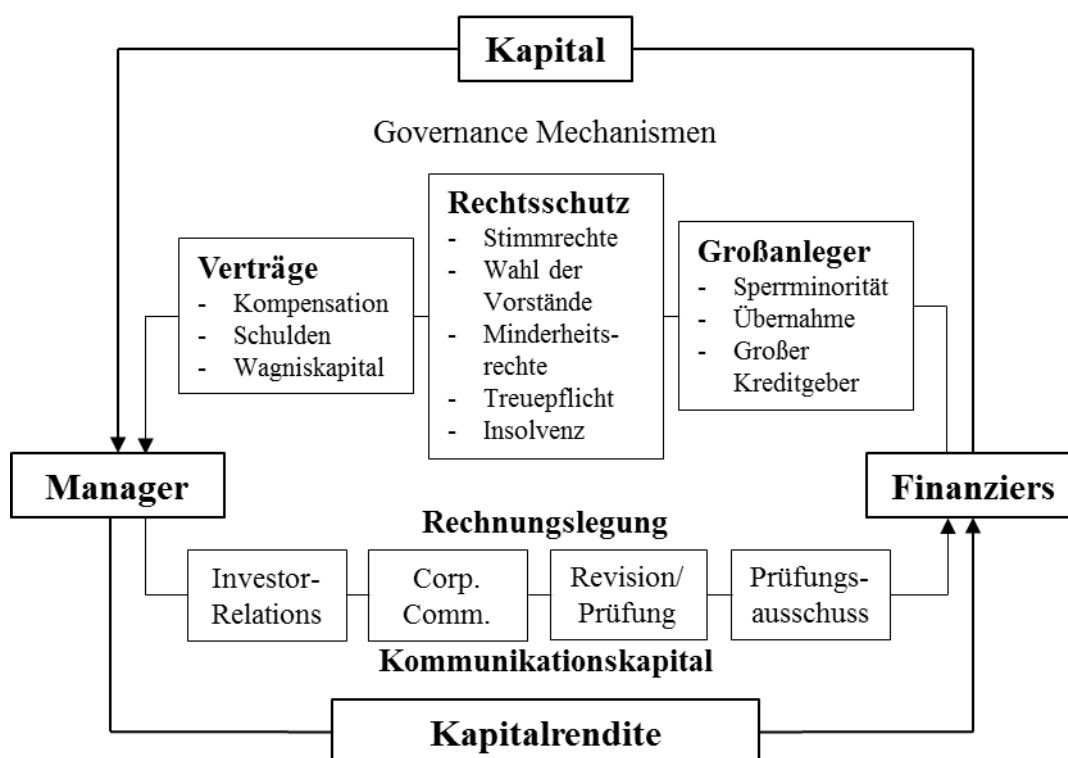 Kapital
Governance Mechanismen
Verträge
- Kompensation
- Schulden
- Wagniskapital
Rechtsschutz
- Stimmrechte
- Wahl der
Vorstände
- Minderheits-
rechte
- Treuepflicht
- Insolvenz
Großanleger
- Sperrminorität
- Übernahme
- Großer
Kreditgeber
Manager
Finanziers
Rechnungslegung
Investor-
Relations
Corp.
Comm.
Revision/
Prüfung
Prüfungs-
ausschuss
Kommunikationskapital
Kapitalrendite